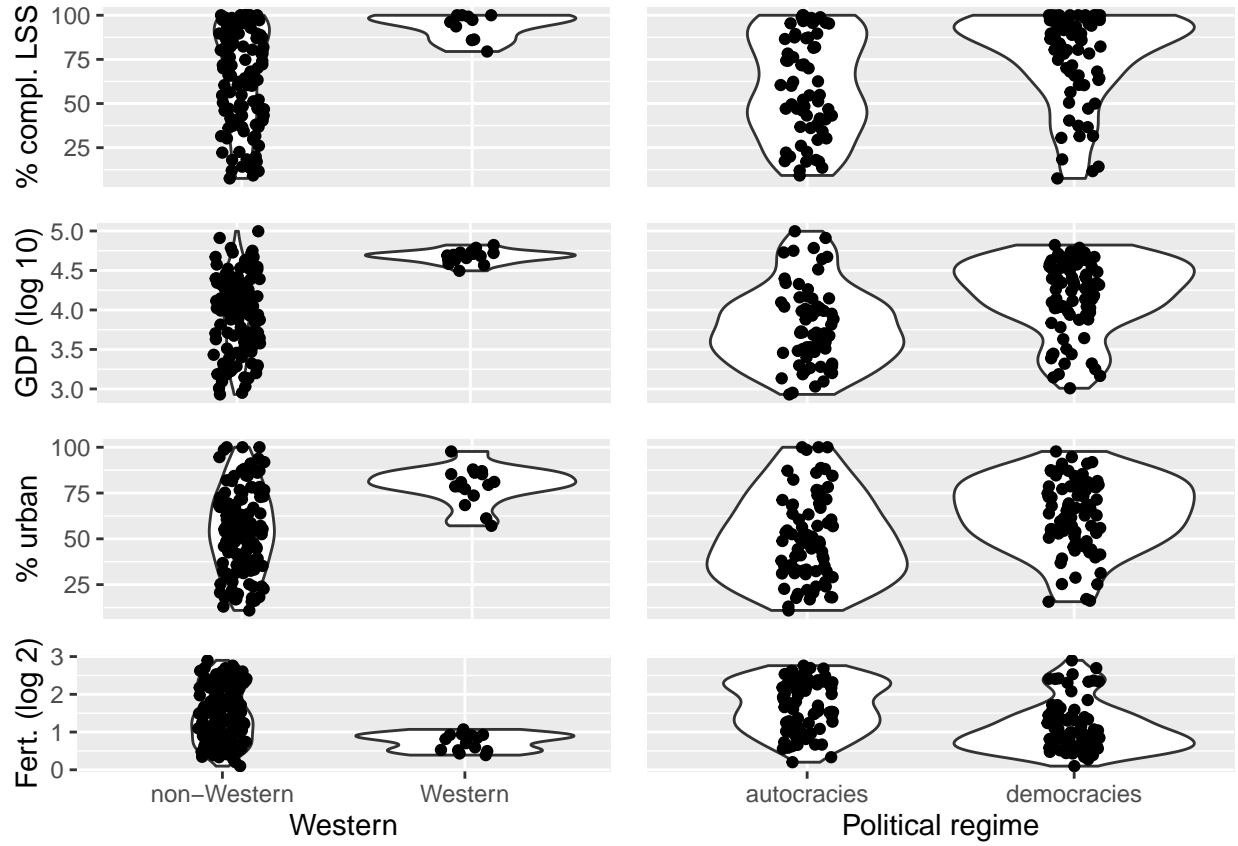 % compl. LSS
100
75
50
25
GDP (log 10)
5.0
4.5
4.0
3.5
3.0
% urban
100
75
50
25
Fert. (log 2)
3
2
1
0
non−Western Western
Western
autocracies democracies
Political regime